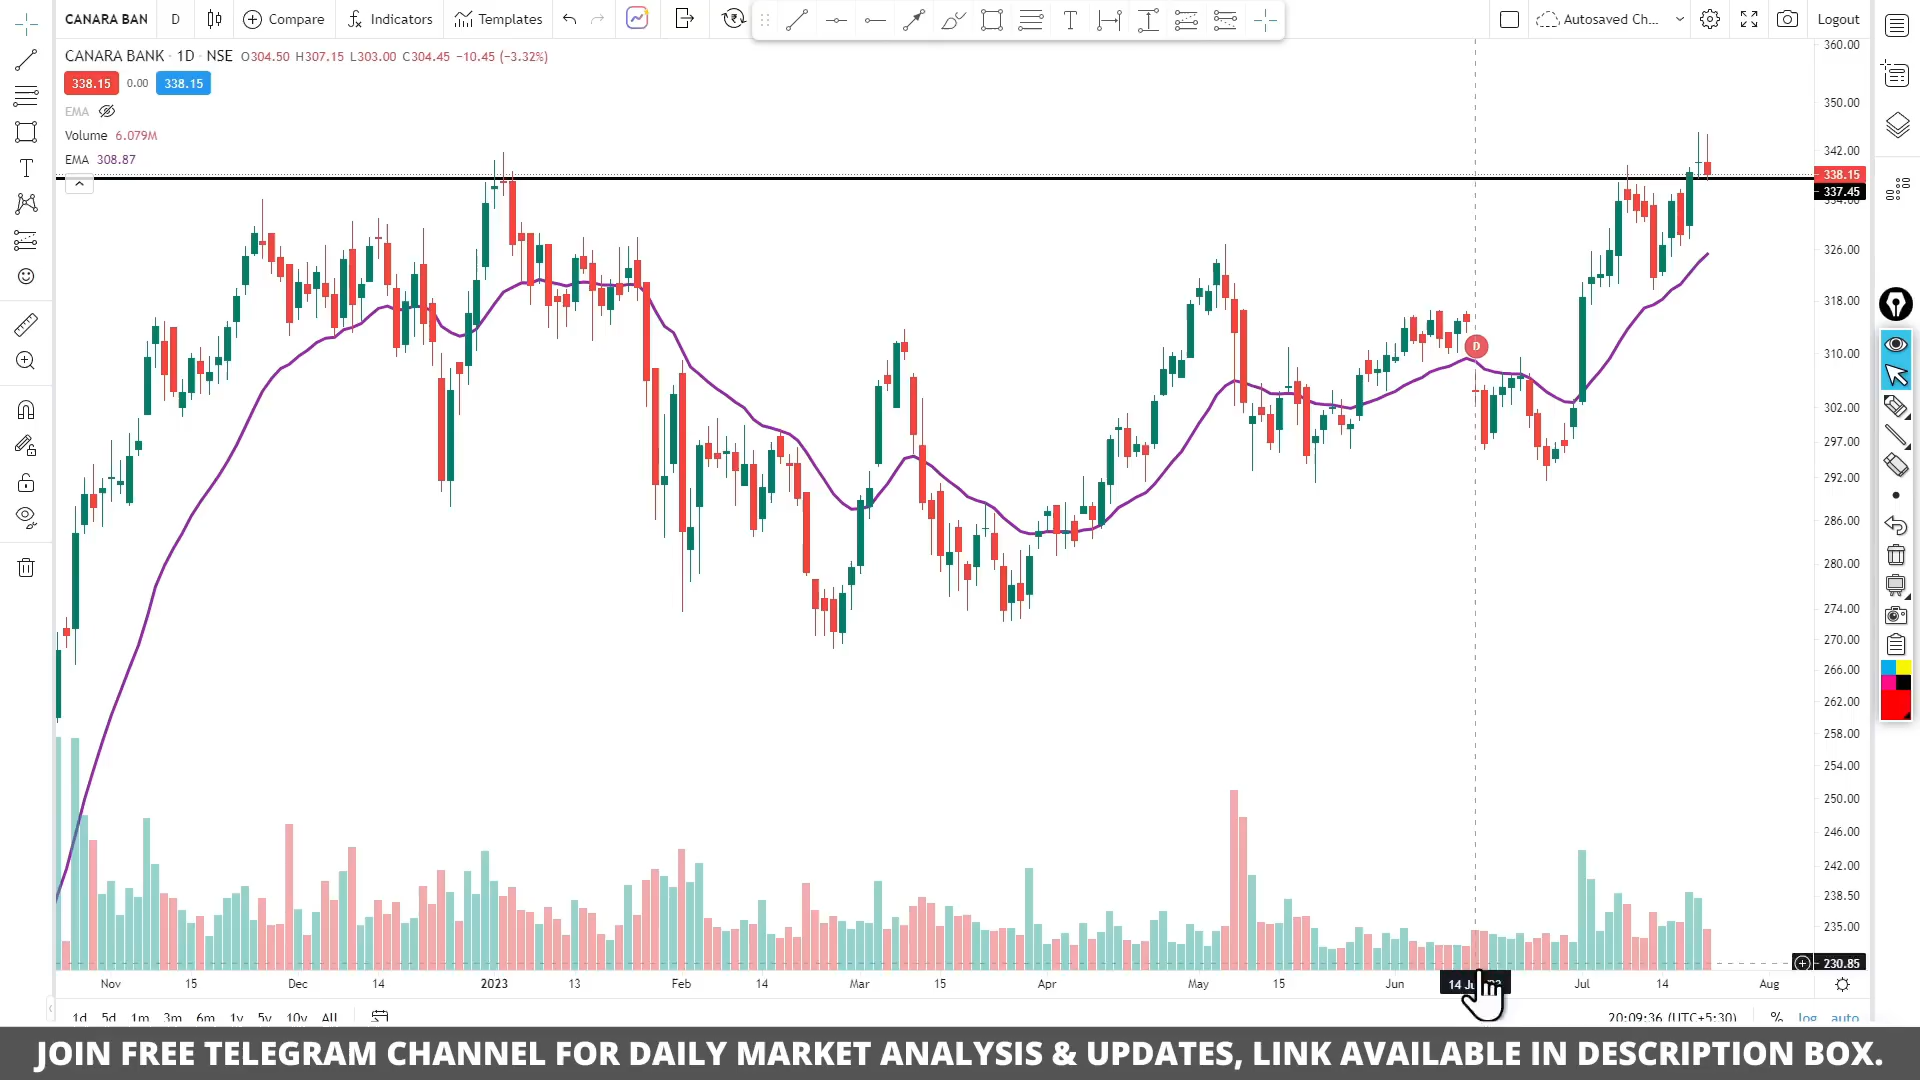 CANARA BAN D Compare Indicators Templates Autosaved Ch... Logout
CANARA BANK · 1D · NSE O304.50 H307.15 L303.00 C304.45 −10.45 (−3.32%)
338.15 0.00 338.15
EMA
Volume 6.079M
EMA 308.87
D
360.00
350.00
342.00
338.15
337.45
334.00
326.00
318.00
310.00
302.00
297.00
292.00
286.00
280.00
274.00
270.00
266.00
262.00
258.00
254.00
250.00
246.00
242.00
238.50
235.00
230.85
Nov 15 Dec 14 2023 13 Feb 14 Mar 15 Apr May 15 Jun 14 Jul 14 Aug
1d 5d 1m 3m 6m 1y 5y 10y All 20:09:36 (UTC+5:30) % log auto
JOIN FREE TELEGRAM CHANNEL FOR DAILY MARKET ANALYSIS & UPDATES, LINK AVAILABLE IN DESCRIPTION BOX.